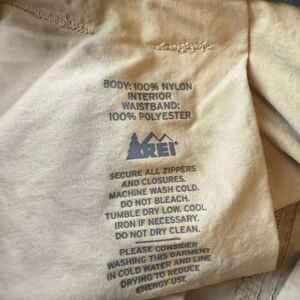 BODY: 100% NYLON
INTERIOR
WAISTBAND:
100% POLYESTER
REI
SECURE ALL ZIPPERS
AND CLOSURES.
MACHINE WASH COLD.
DO NOT BLEACH.
TUMBLE DRY LOW. COOL
IRON IF NECESSARY.
DO NOT DRY CLEAN.
PLEASE CONSIDER
WASHING THIS GARMENT
IN COLD WATER AND LINE
DRYING TO REDUCE
ENERGY USE